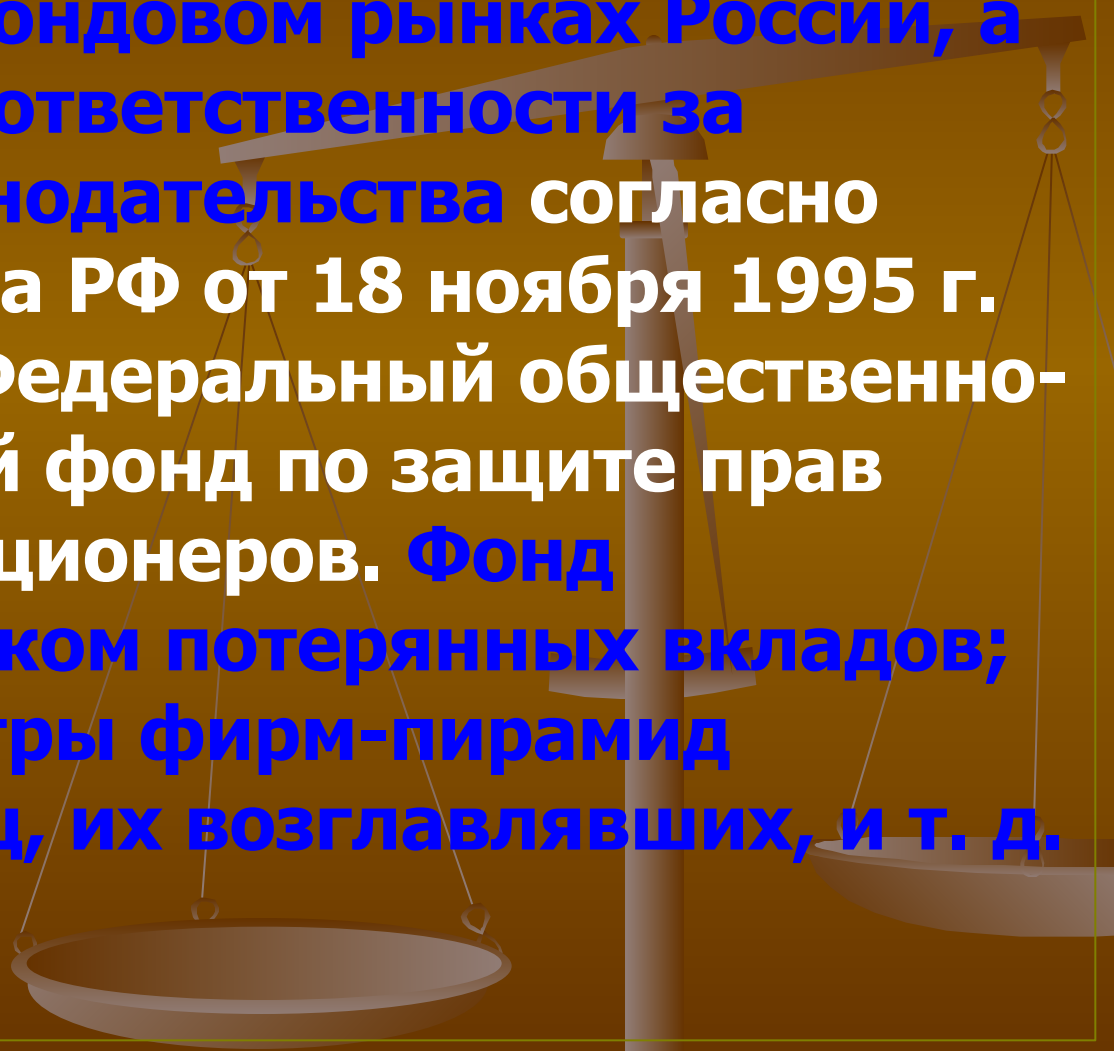 ондовом рынках России, а
ответственности за
нодательства согласно
а РФ от 18 ноября 1995 г.
Федеральный общественно-
й фонд по защите прав
ционеров. Фонд
ком потерянных вкладов;
тры фирм-пирамид
ц, их возглавлявших, и т. д.